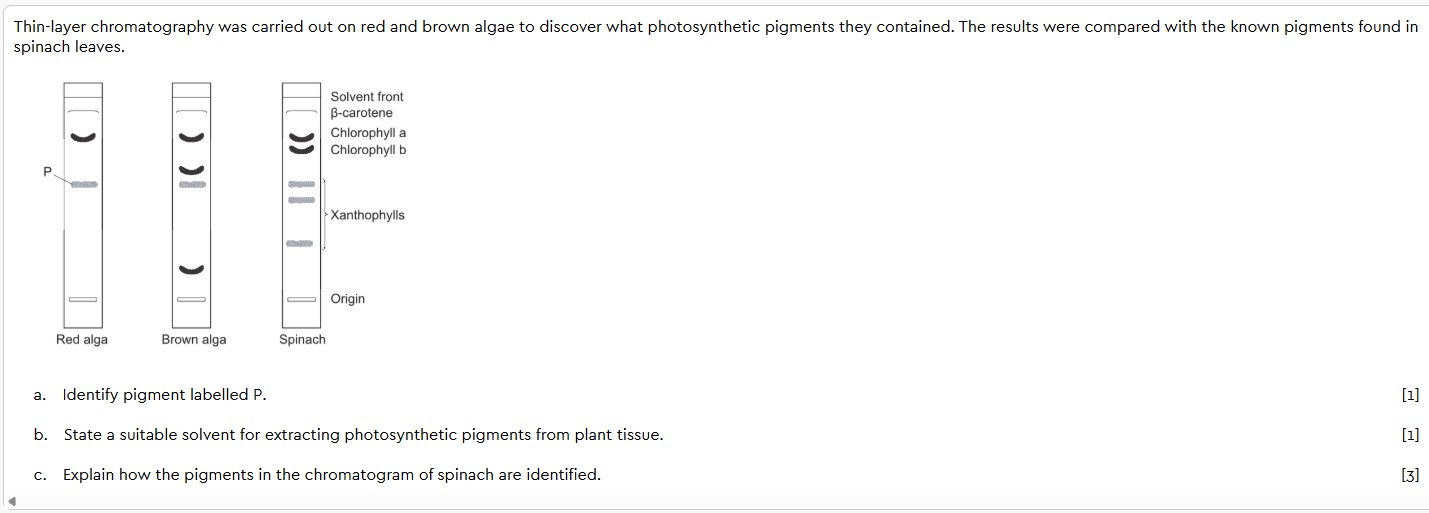 Thin-layer chromatography was carried out on red and brown algae to discover what photosynthetic pigments they contained. The results were compared with the known pigments found in
spinach leaves.
Solvent front
β-carotene
Chlorophyll a
Chlorophyll b
P
Xanthophylls
Origin
Red alga Brown alga Spinach
a. Identify pigment labelled P. [1]
b. State a suitable solvent for extracting photosynthetic pigments from plant tissue. [1]
c. Explain how the pigments in the chromatogram of spinach are identified. [3]